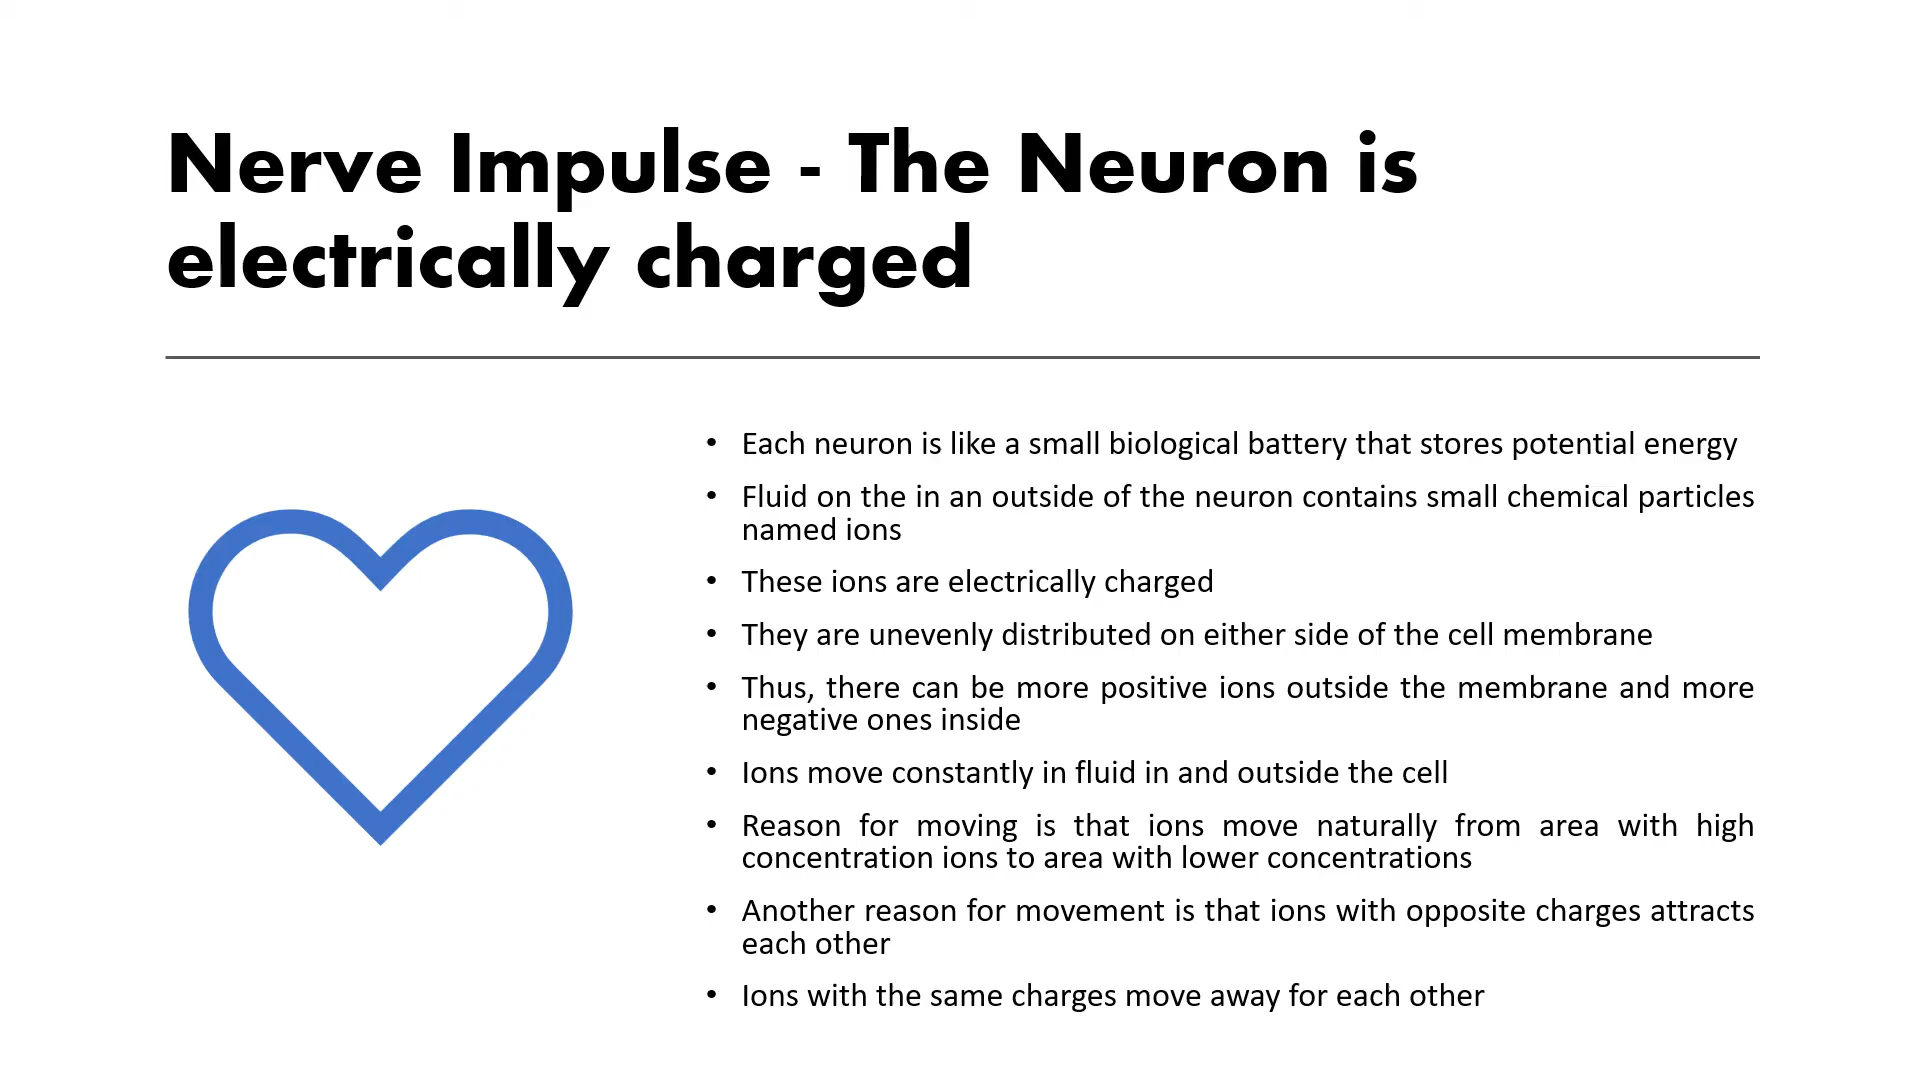 Nerve Impulse - The Neuron is
electrically charged
• Each neuron is like a small biological battery that stores potential energy
• Fluid on the in an outside of the neuron contains small chemical particles
named ions
• These ions are electrically charged
• They are unevenly distributed on either side of the cell membrane
• Thus, there can be more positive ions outside the membrane and more
negative ones inside
• Ions move constantly in fluid in and outside the cell
• Reason for moving is that ions move naturally from area with high
concentration ions to area with lower concentrations
• Another reason for movement is that ions with opposite charges attracts
each other
• Ions with the same charges move away for each other